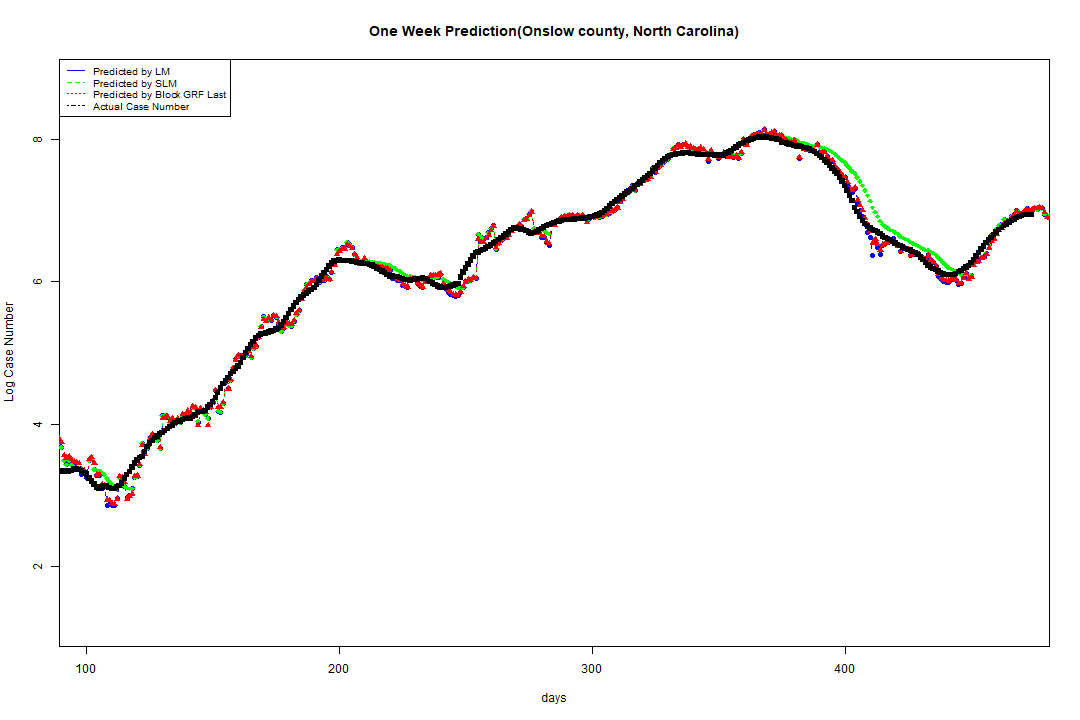 One Week Prediction(Onslow county, North Carolina)
Predicted by LM
Predicted by SLM
Predicted by Block GRF Last
Actual Case Number
8
6
4
2
Log Case Number
100 200 300 400
days